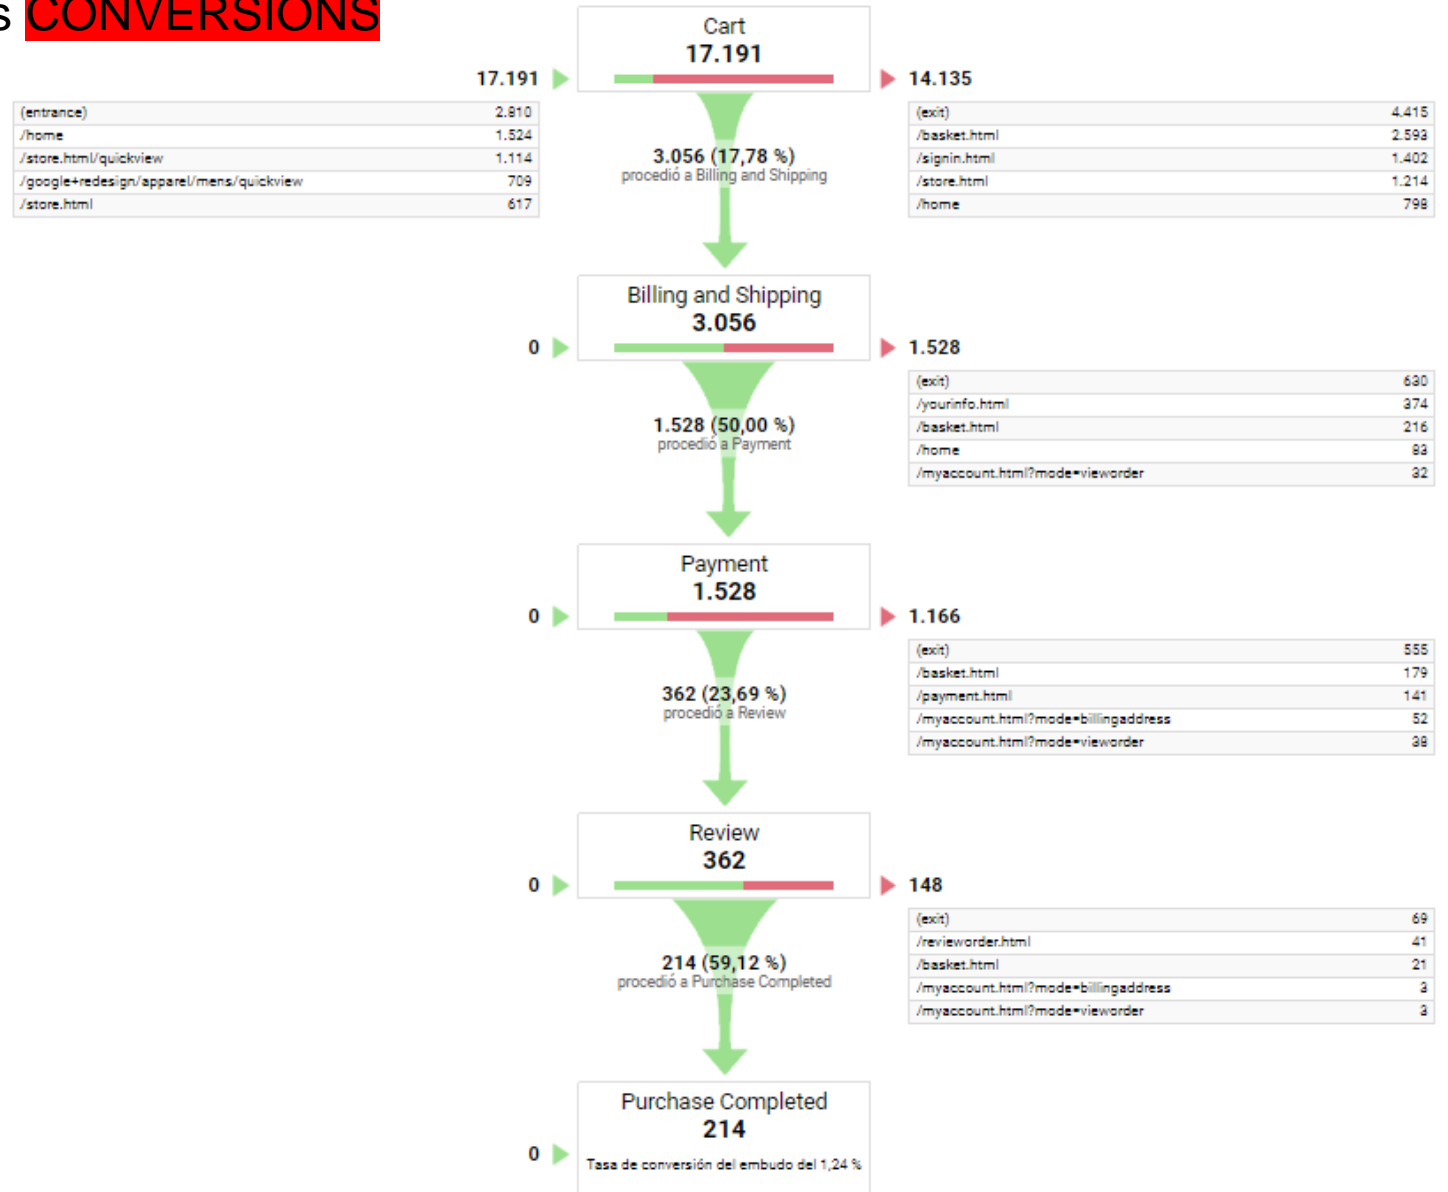 s CONVERSIONS
Cart
17.191
17.191
14.135
(entrance) 2.810
/home 1.524
/store.html/quickview 1.114
/google+redesign/apparel/mens/quickview 709
/store.html 617
(exit) 4.415
/basket.html 2.593
/signin.html 1.402
/store.html 1.214
/home 798
3.056 (17,78 %)
procedió a Billing and Shipping
Billing and Shipping
3.056
0
1.528
(exit) 630
/yourinfo.html 374
/basket.html 216
/home 83
/myaccount.html?mode=vieworder 32
1.528 (50,00 %)
procedió a Payment
Payment
1.528
0
1.166
(exit) 555
/basket.html 179
/payment.html 141
/myaccount.html?mode=billingaddress 52
/myaccount.html?mode=vieworder 38
362 (23,69 %)
procedió a Review
Review
362
0
148
(exit) 69
/revieworder.html 41
/basket.html 21
/myaccount.html?mode=billingaddress 3
/myaccount.html?mode=vieworder 3
214 (59,12 %)
procedió a Purchase Completed
Purchase Completed
214
0
Tasa de conversión del embudo del 1,24 %